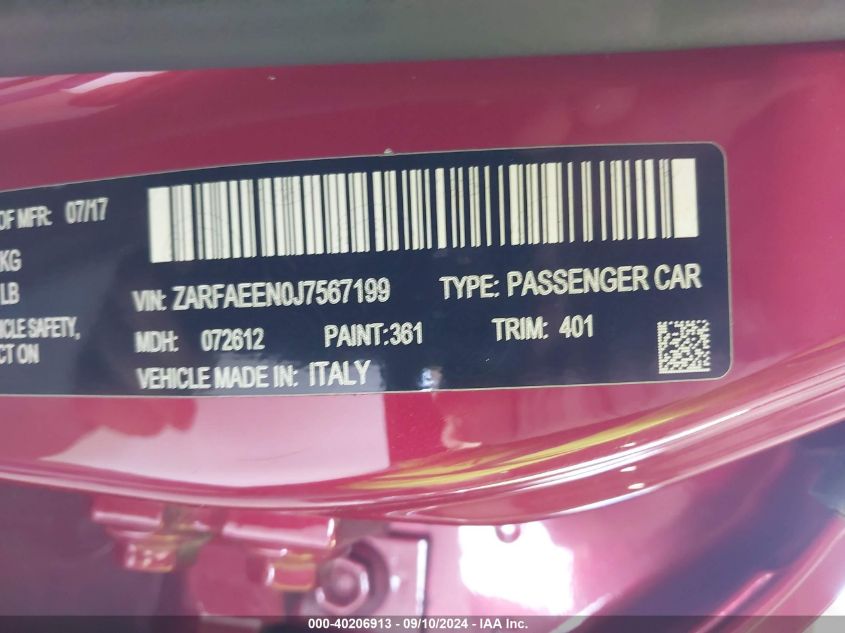 OF MFR: 07/17
KG
LB
VIN: ZARFAEEN0J7567199 TYPE: PASSENGER CAR
ICLE SAFETY,
CT ON
MDH: 072612 PAINT:361 TRIM: 401
VEHICLE MADE IN: ITALY
000-40206913 - 09/10/2024 - IAA Inc.